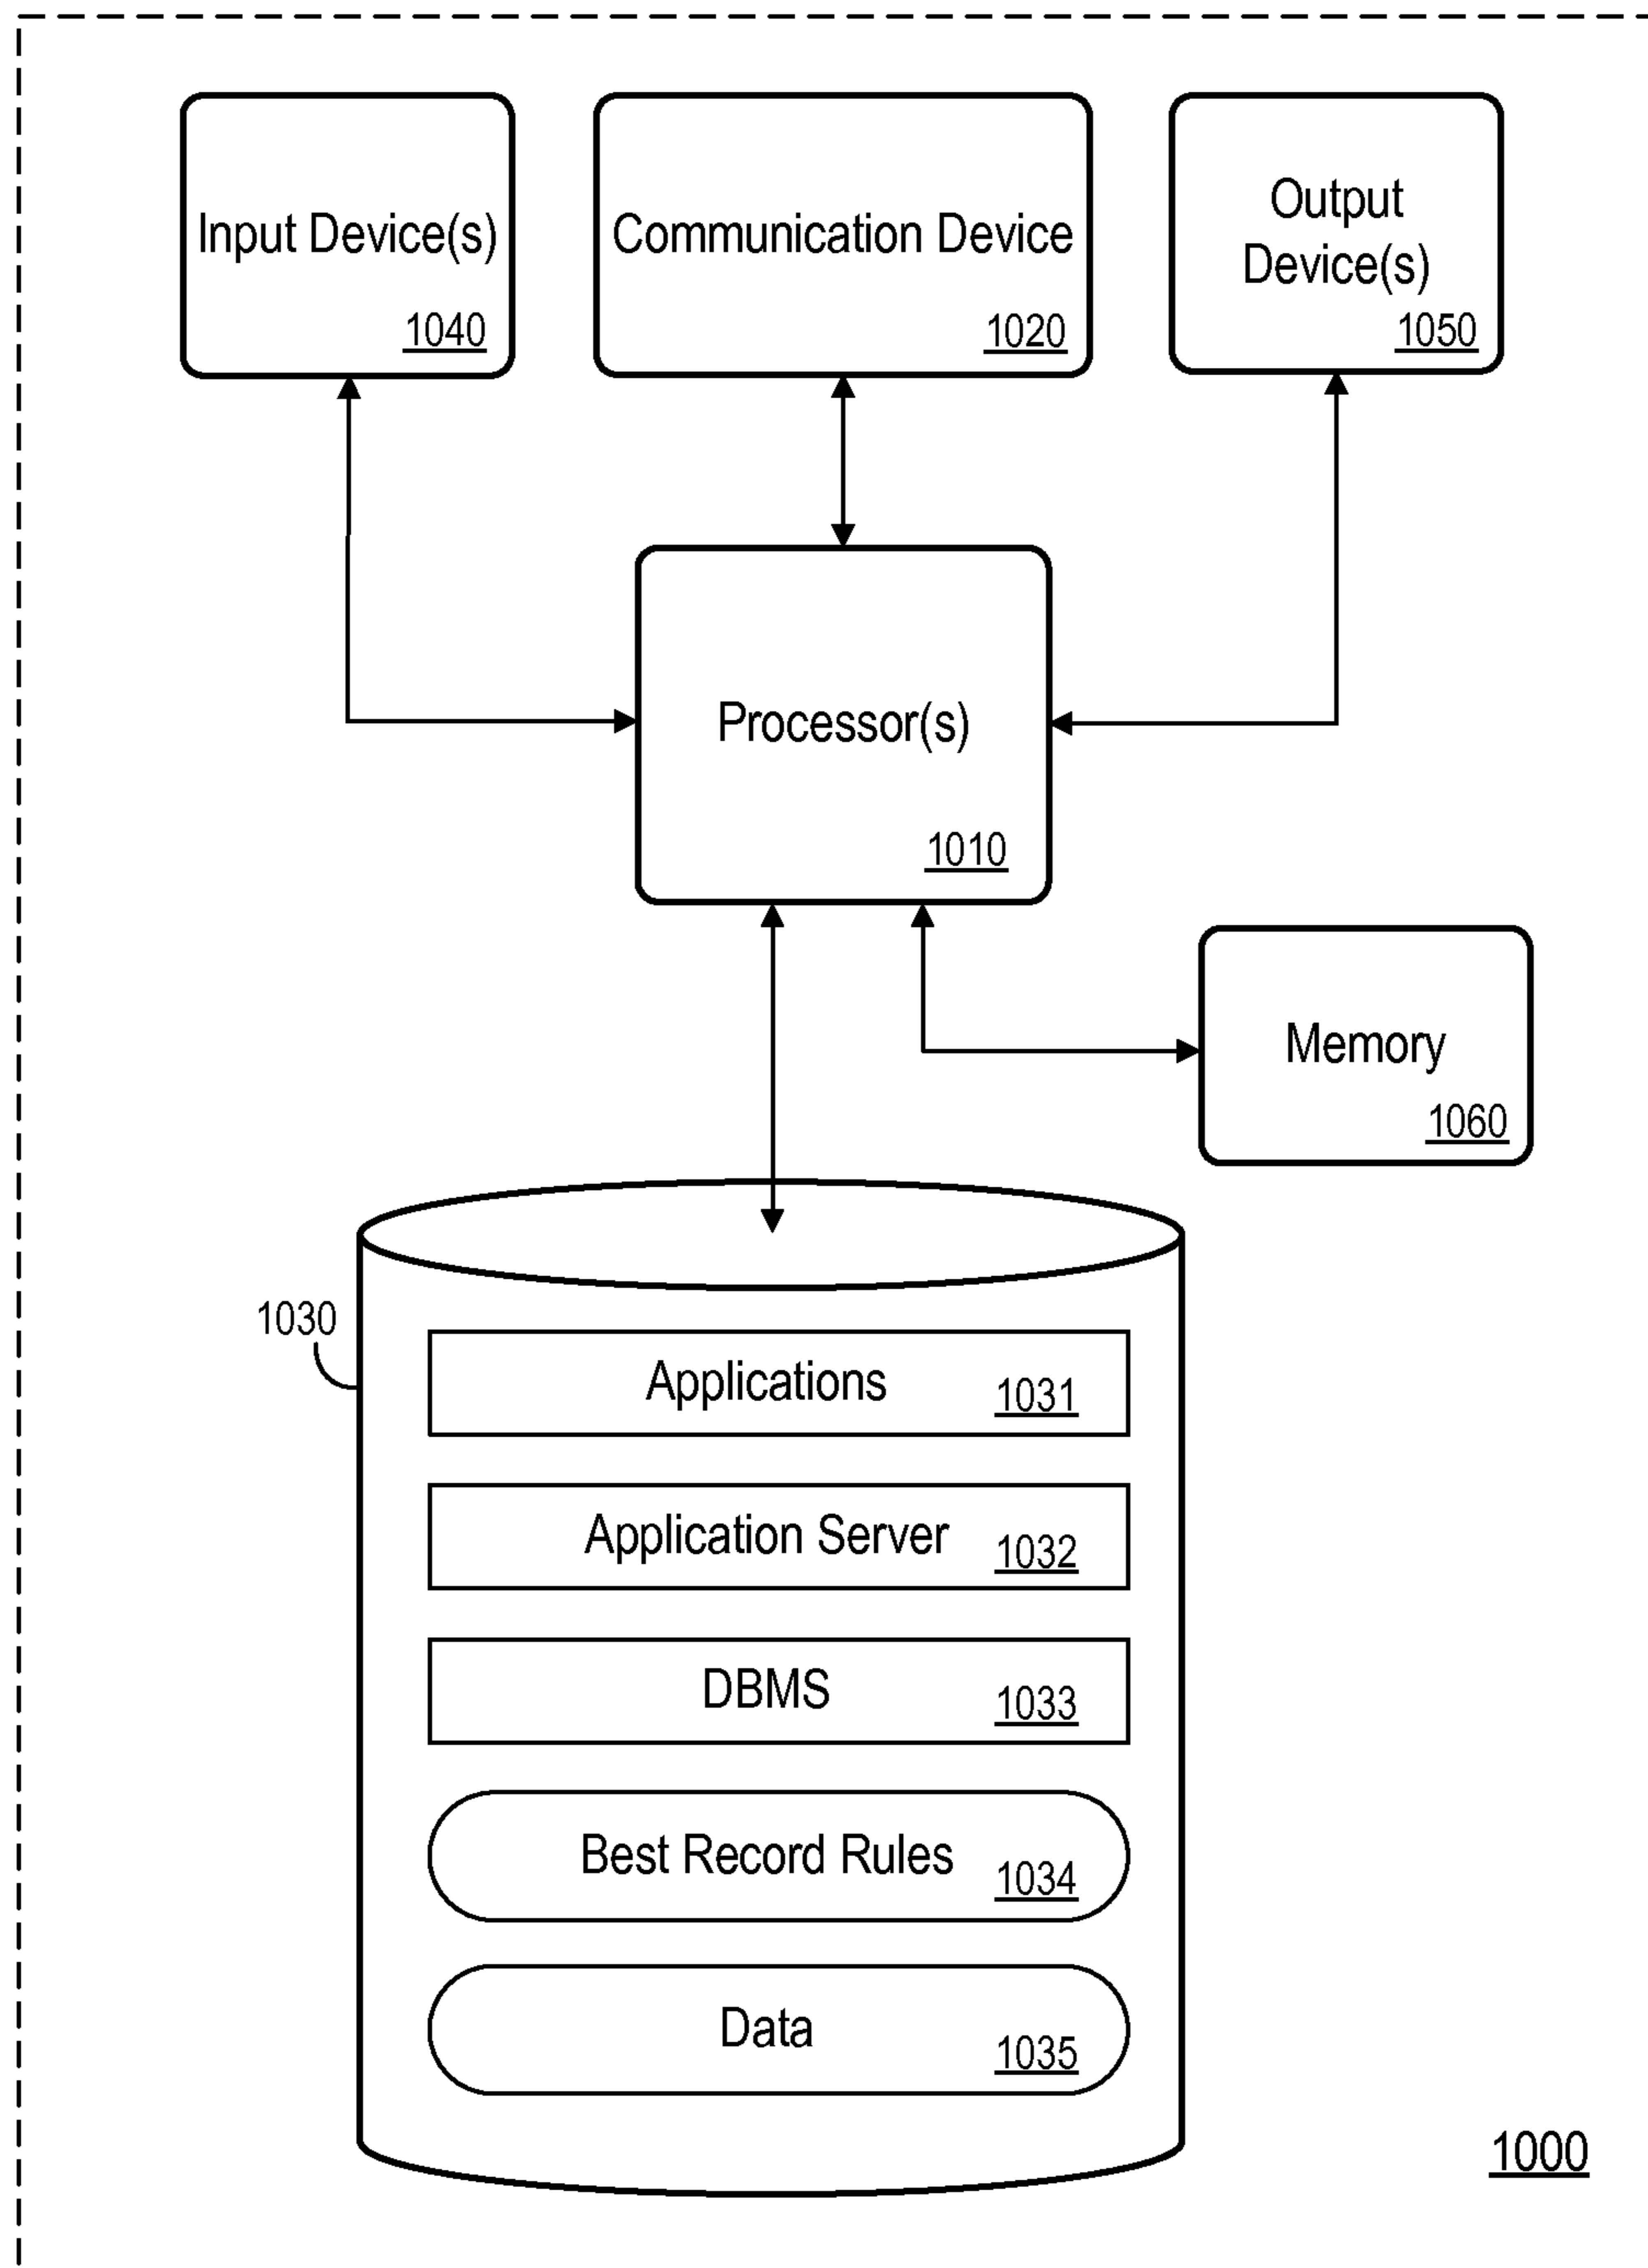 Input Device(s)
1040
Communication Device
1020
Output
Device(s)
1050
Processor(s)
1010
Memory
1060
1030
Applications 1031
Application Server 1032
DBMS 1033
Best Record Rules 1034
Data 1035
1000